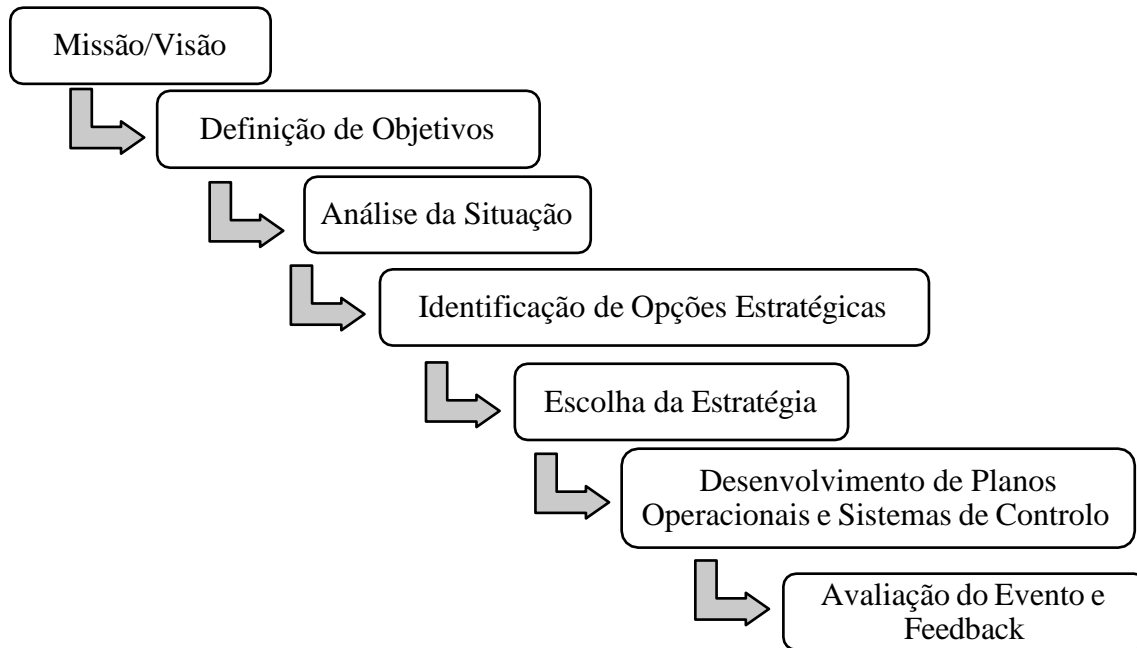 Missão/Visão
Definição de Objetivos
Análise da Situação
Identificação de Opções Estratégicas
Escolha da Estratégia
Desenvolvimento de Planos
Operacionais e Sistemas de Controlo
Avaliação do Evento e
Feedback